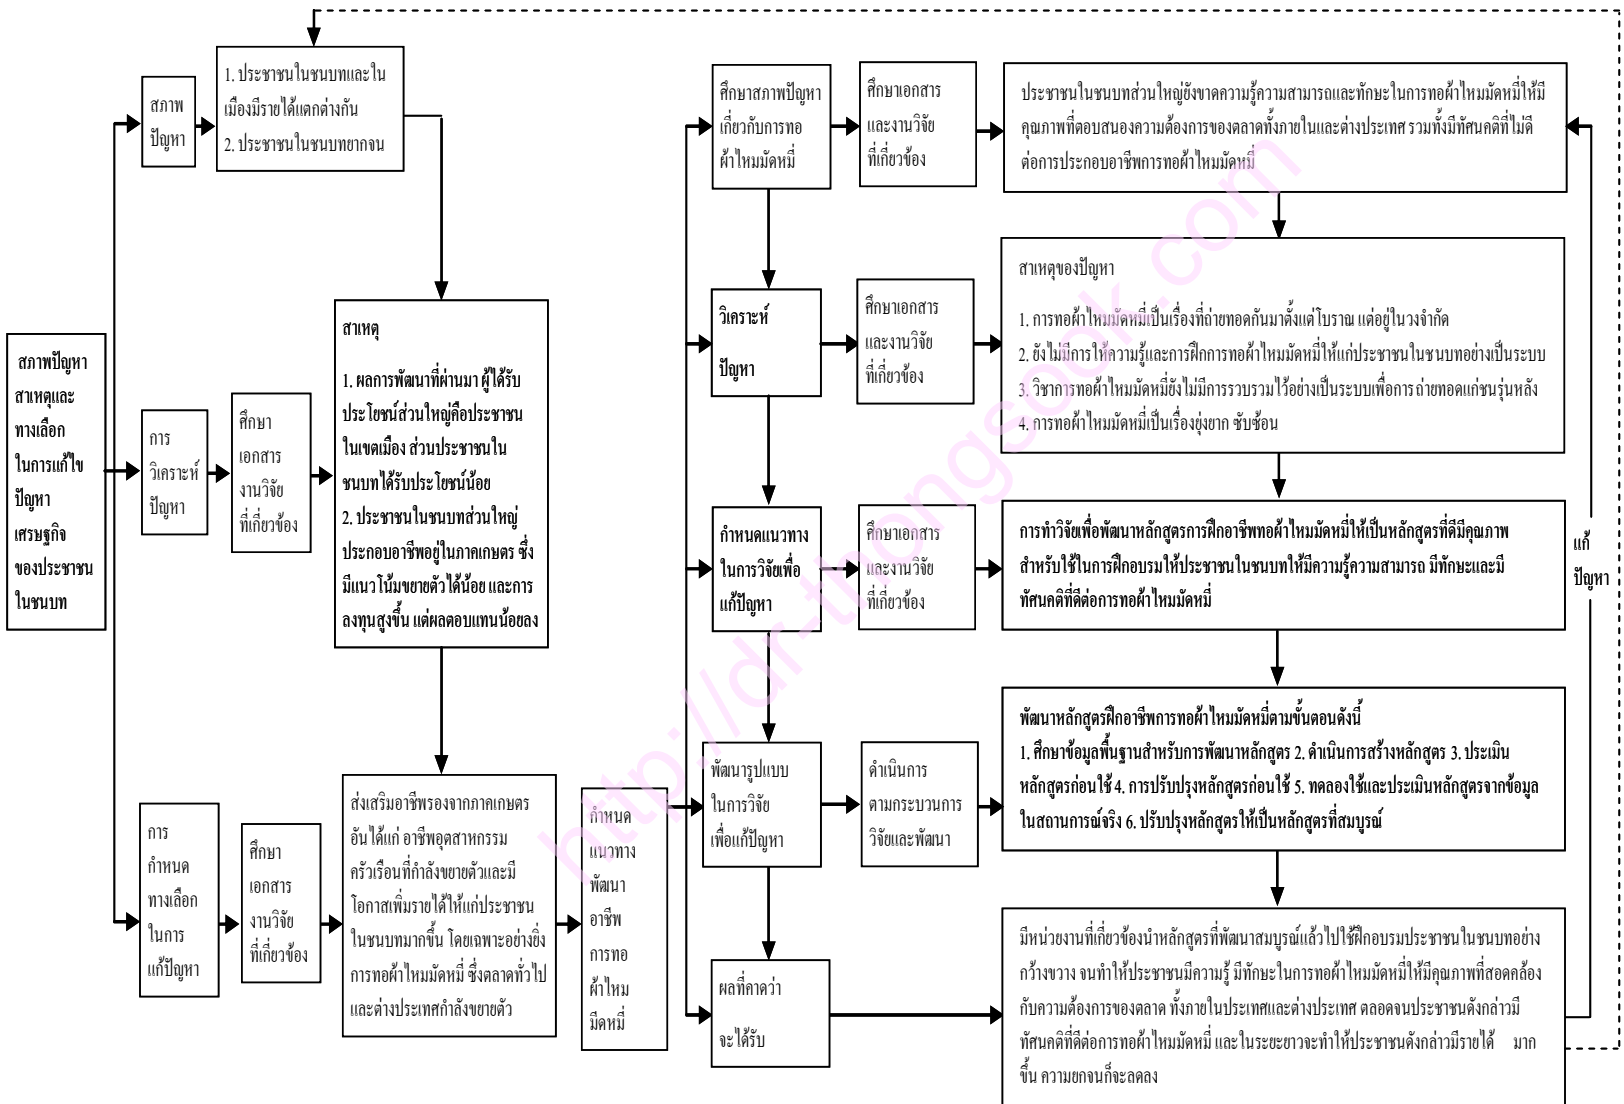 สภาพปัญหา
สาเหตุและ
ทางเลือก
ในการแก้ไข
ปัญหา
เศรษฐกิจ
ของประชาชน
ในชนบท
สภาพ
ปัญหา
1. ประชาชนในชนบทและใน
เมืองมีรายได้แตกต่างกัน
2. ประชาชนในชนบทยากจน
การ
วิเคราะห์
ปัญหา
ศึกษา
เอกสาร
งานวิจัย
ที่เกี่ยวข้อง
สาเหตุ
1. ผลการพัฒนาที่ผ่านมา ผู้ได้รับ
ประโยชน์ส่วนใหญ่คือประชาชน
ในเขตเมือง ส่วนประชาชนใน
ชนบทได้รับประโยชน์น้อย
2. ประชาชนในชนบทส่วนใหญ่
ประกอบอาชีพอยู่ในภาคเกษตร ซึ่ง
มีแนวโน้มขยายตัวได้น้อย และการ
ลงทุนสูงขึ้น แต่ผลตอบแทนน้อยลง
การ
กำหนด
ทางเลือก
ในการ
แก้ปัญหา
ศึกษา
เอกสาร
งานวิจัย
ที่เกี่ยวข้อง
ส่งเสริมอาชีพรองจากภาคเกษตร
อันได้แก่ อาชีพอุตสาหกรรม
ครัวเรือนที่กำลังขยายตัวและมี
โอกาสเพิ่มรายได้ให้แก่ประชาชน
ในชนบทมากขึ้น โดยเฉพาะอย่างยิ่ง
การทอผ้าไหมมัดหมี่ ซึ่งตลาดทั่วไป
และต่างประเทศกำลังขยายตัว
กำหนด
แนวทาง
พัฒนา
อาชีพ
การทอ
ผ้าไหม
มีดหมี่
ศึกษาสภาพปัญหา
เกี่ยวกับการทอ
ผ้าไหมมัดหมี่
ศึกษาเอกสาร
และงานวิจัย
ที่เกี่ยวข้อง
ประชาชนในชนบทส่วนใหญ่ยังขาดความรู้ความสามารถและทักษะในการทอผ้าไหมมัดหมี่ให้มี
คุณภาพที่ตอบสนองความต้องการของตลาดทั้งภายในและต่างประเทศ รวมทั้งมีทัศนคติที่ไม่ดี
ต่อการประกอบอาชีพการทอผ้าไหมมัดหมี่
วิเคราะห์
ปัญหา
ศึกษาเอกสาร
และงานวิจัย
ที่เกี่ยวข้อง
สาเหตุของปัญหา
1. การทอผ้าไหมมัดหมี่เป็นเรื่องที่ถ่ายทอดกันมาตั้งแต่โบราณ แต่อยู่ในวงจำกัด
2. ยังไม่มีการให้ความรู้และการฝึกการทอผ้าไหมมัดหมี่ให้แก่ประชาชนในชนบทอย่างเป็นระบบ
3. วิชาการทอผ้าไหมมัดหมี่ยังไม่มีการรวบรวมไว้อย่างเป็นระบบเพื่อการถ่ายทอดแก่ชนรุ่นหลัง
4. การทอผ้าไหมมัดหมี่เป็นเรื่องยุ่งยาก ซับซ้อน
กำหนดแนวทาง
ในการวิจัยเพื่อ
แก้ปัญหา
ศึกษาเอกสาร
และงานวิจัย
ที่เกี่ยวข้อง
การทำวิจัยเพื่อพัฒนาหลักสูตรการฝึกอาชีพทอผ้าไหมมัดหมี่ให้เป็นหลักสูตรที่ดีมีคุณภาพ
สำหรับใช้ในการฝึกอบรมให้ประชาชนในชนบทให้มีความรู้ความสามารถ มีทักษะและมี
ทัศนคติที่ดีต่อการทอผ้าไหมมัดหมี่
แก้
ปัญหา
พัฒนารูปแบบ
ในการวิจัย
เพื่อแก้ปัญหา
ดำเนินการ
ตามกระบวนการ
วิจัยและพัฒนา
พัฒนาหลักสูตรฝึกอาชีพการทอผ้าไหมมัดหมี่ตามขั้นตอนดังนี้
1. ศึกษาข้อมูลพื้นฐานสำหรับการพัฒนาหลักสูตร 2. ดำเนินการสร้างหลักสูตร 3. ประเมิน
หลักสูตรก่อนใช้ 4. การปรับปรุงหลักสูตรก่อนใช้ 5. ทดลองใช้และประเมินหลักสูตรจากข้อมูล
ในสถานการณ์จริง 6. ปรับปรุงหลักสูตรให้เป็นหลักสูตรที่สมบูรณ์
ผลที่คาดว่า
จะได้รับ
มีหน่วยงานที่เกี่ยวข้องนำหลักสูตรที่พัฒนาสมบูรณ์แล้วไปใช้ฝึกอบรมประชาชนในชนบทอย่าง
กว้างขวาง จนทำให้ประชาชนมีความรู้ มีทักษะในการทอผ้าไหมมัดหมี่ให้มีคุณภาพที่สอดคล้อง
กับความต้องการของตลาด ทั้งภายในประเทศและต่างประเทศ ตลอดจนประชาชนดังกล่าวมี
ทัศนคติที่ดีต่อการทอผ้าไหมมัดหมี่ และในระยะยาวจะทำให้ประชาชนดังกล่าวมีรายได้ มาก
ขึ้น ความยกจนก็จะลดลง
http://dr-thongsook.com